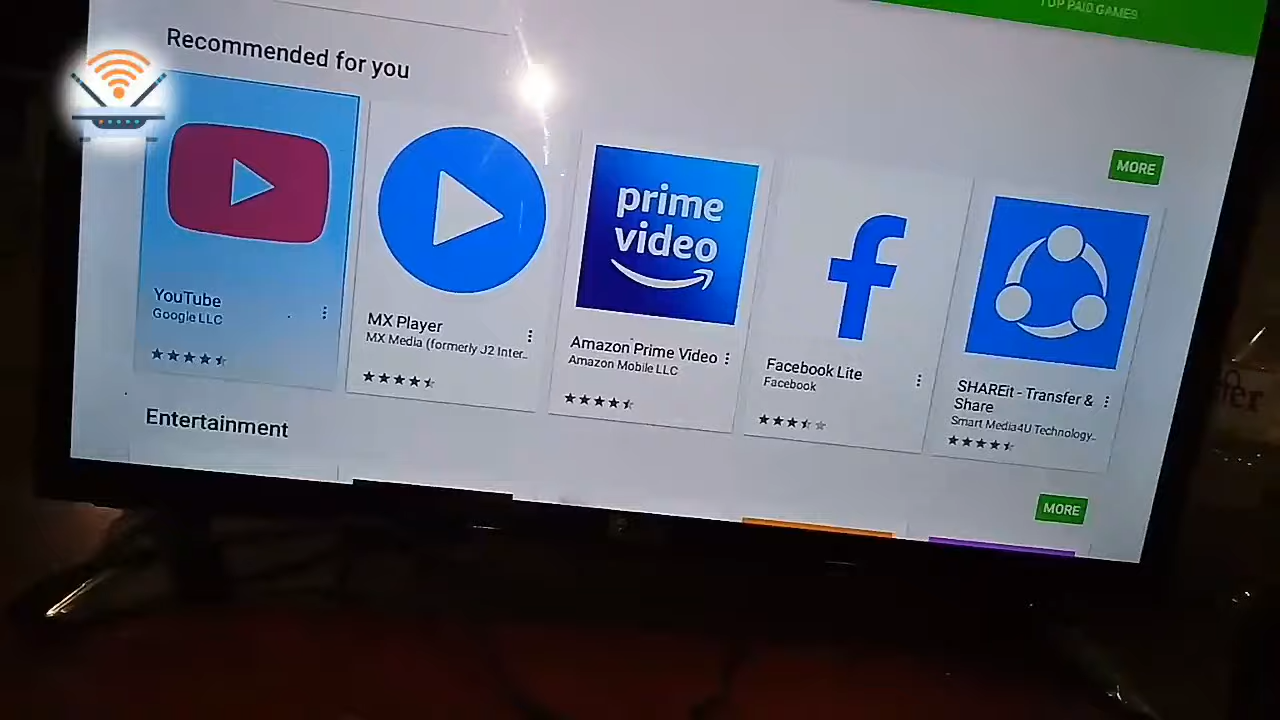 TOP PAID GAMES
Recommended for you
MORE
prime
video
YouTube
Google LLC
MX Player
MX Media (formerly J2 Inter..
Amazon Prime Video
Amazon Mobile LLC
Facebook Lite
Facebook
SHAREit - Transfer &
Share
Smart Media4U Technology..
Entertainment
MORE